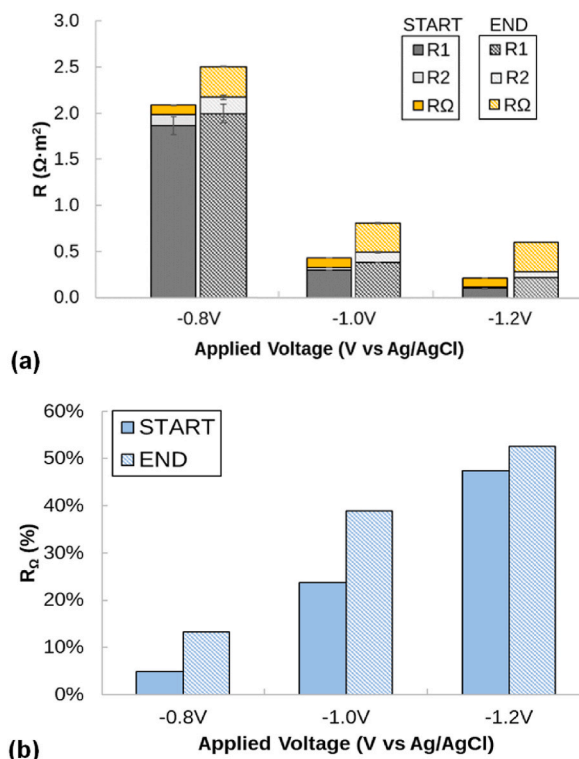 START END
R1 R1
R2 R2
RΩ RΩ
3.0
2.5
2.0
1.5
1.0
0.5
0.0
R (Ω·m²)
-0.8V -1.0V -1.2V
Applied Voltage (V vs Ag/AgCl)
(a)
60%
50%
40%
30%
20%
10%
0%
START
END
RΩ (%)
-0.8V -1.0V -1.2V
Applied Voltage (V vs Ag/AgCl)
(b)